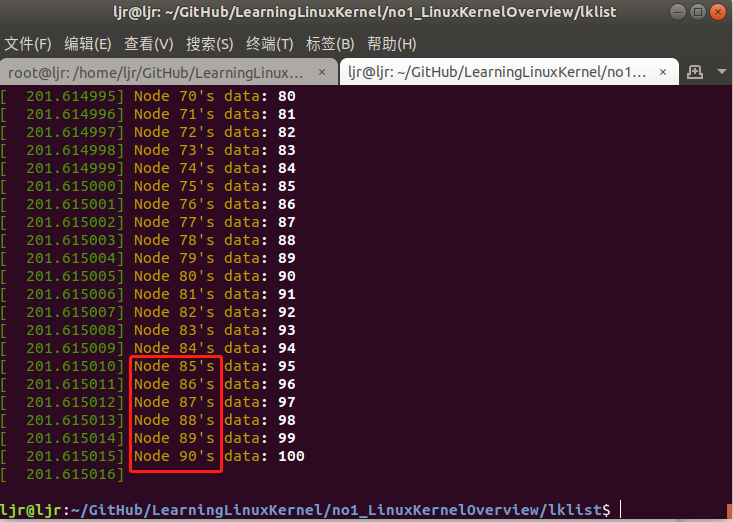 ljr@ljr: ~/GitHub/LearningLinuxKernel/no1_LinuxKernelOverview/lklist
文件(F) 编辑(E) 查看(V) 搜索(S) 终端(T) 标签(B) 帮助(H)
root@ljr: /home/ljr/GitHub/LearningLinux... × ljr@ljr: ~/GitHub/LearningLinuxKernel/no1... ×
[  201.614995] Node 70's data: 80
[  201.614996] Node 71's data: 81
[  201.614997] Node 72's data: 82
[  201.614998] Node 73's data: 83
[  201.614999] Node 74's data: 84
[  201.615000] Node 75's data: 85
[  201.615001] Node 76's data: 86
[  201.615002] Node 77's data: 87
[  201.615003] Node 78's data: 88
[  201.615004] Node 79's data: 89
[  201.615005] Node 80's data: 90
[  201.615006] Node 81's data: 91
[  201.615007] Node 82's data: 92
[  201.615008] Node 83's data: 93
[  201.615009] Node 84's data: 94
[  201.615010] Node 85's data: 95
[  201.615011] Node 86's data: 96
[  201.615012] Node 87's data: 97
[  201.615013] Node 88's data: 98
[  201.615014] Node 89's data: 99
[  201.615015] Node 90's data: 100
[  201.615016]
ljr@ljr:~/GitHub/LearningLinuxKernel/no1_LinuxKernelOverview/lklist$